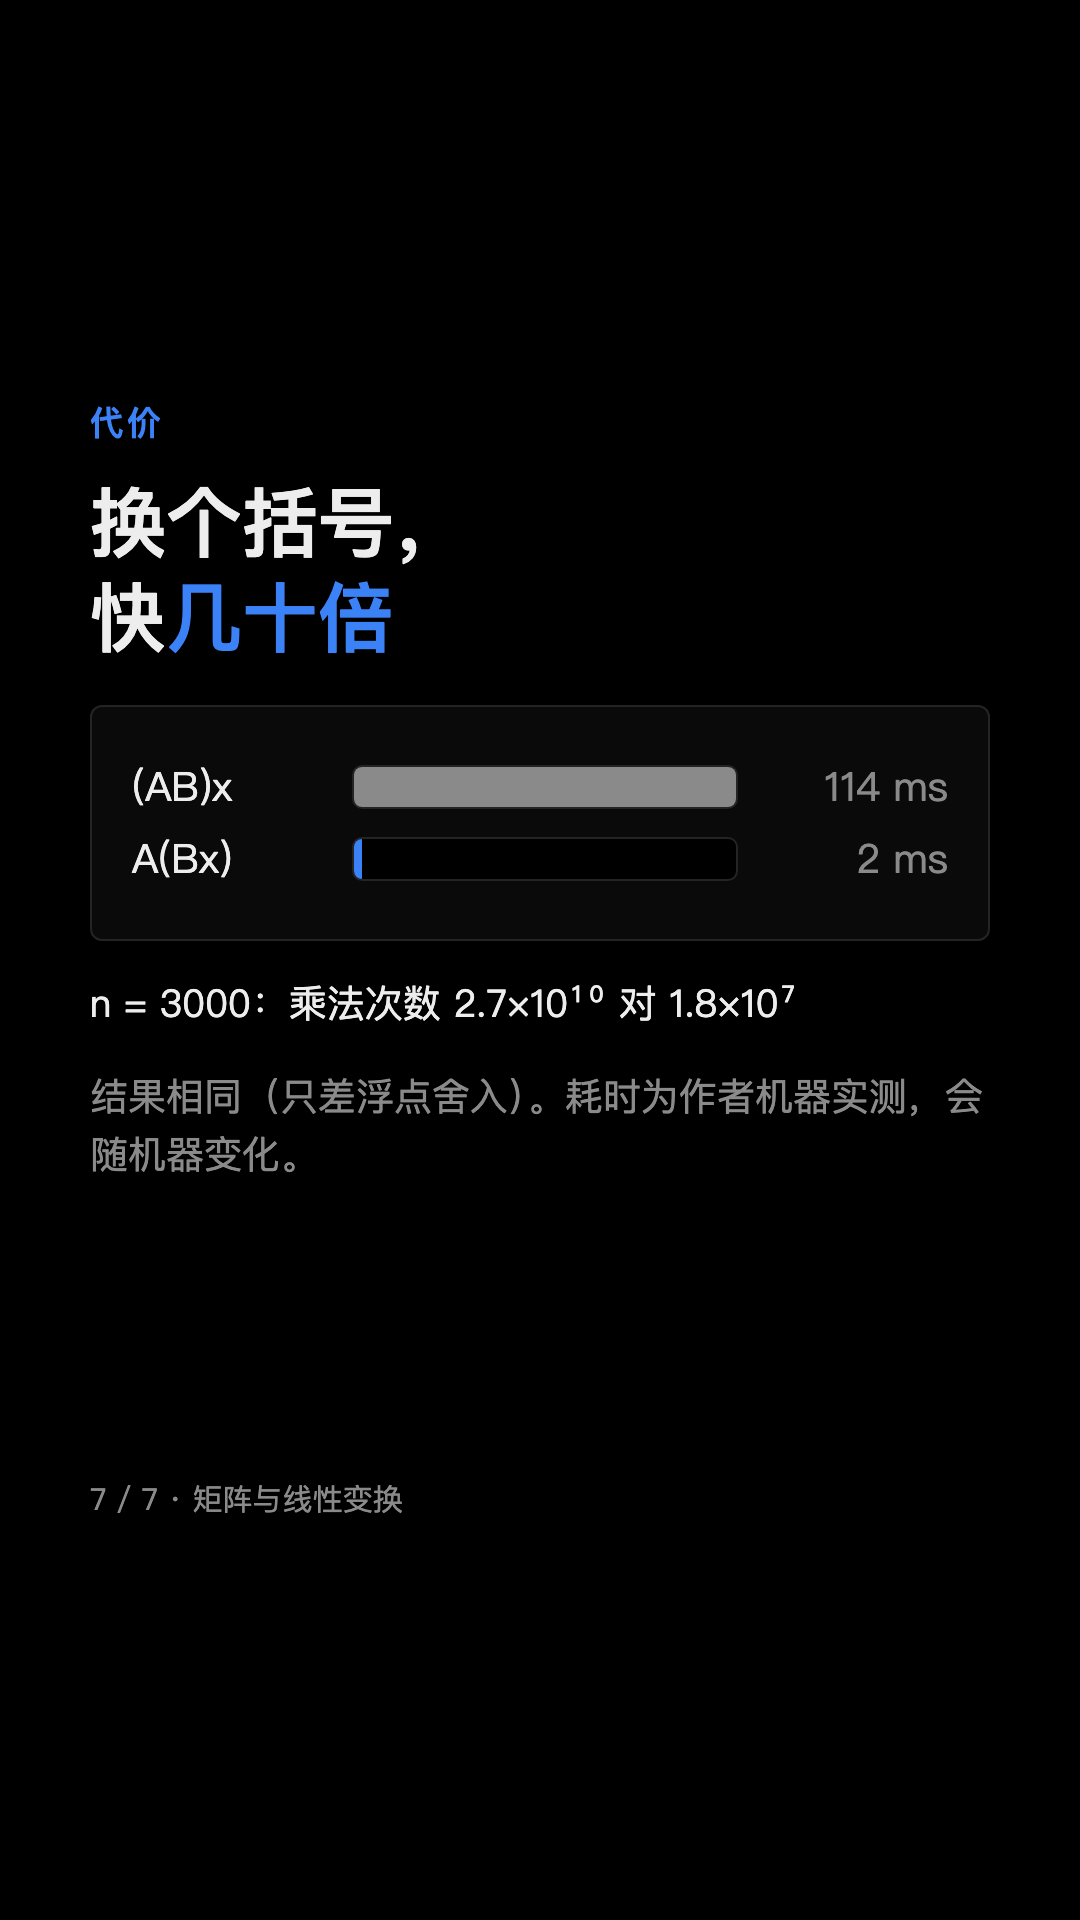 代价
换个括号，
快几十倍
(AB)x 114 ms
A(Bx) 2 ms
n = 3000：乘法次数 2.7×10¹⁰ 对 1.8×10⁷
结果相同（只差浮点舍入）。耗时为作者机器实测，会
随机器变化。
7 / 7 · 矩阵与线性变换